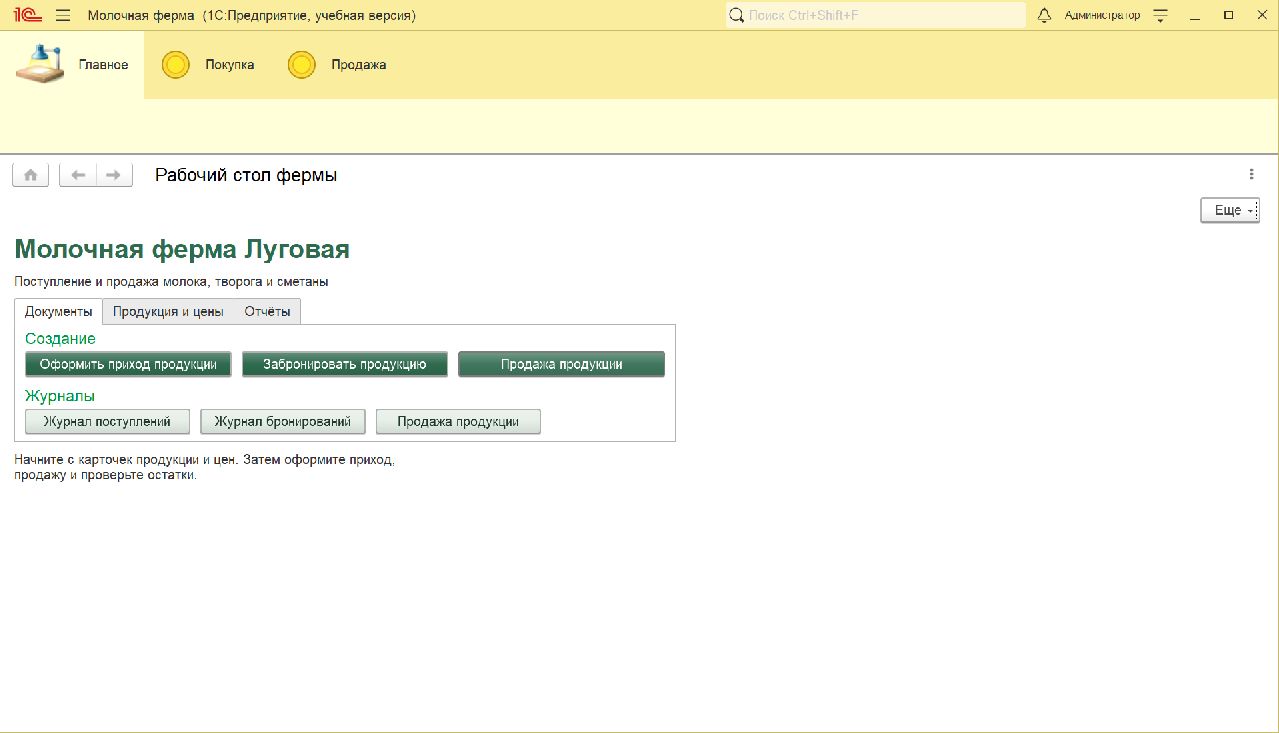 1С Молочная ферма (1С:Предприятие, учебная версия) Поиск Ctrl+Shift+F Администратор
Главное Покупка Продажа
Рабочий стол фермы
Еще
Молочная ферма Луговая
Поступление и продажа молока, творога и сметаны
Документы Продукция и цены Отчёты
Создание
Оформить приход продукции Забронировать продукцию Продажа продукции
Журналы
Журнал поступлений Журнал бронирований Продажа продукции
Начните с карточек продукции и цен. Затем оформите приход,
продажу и проверьте остатки.